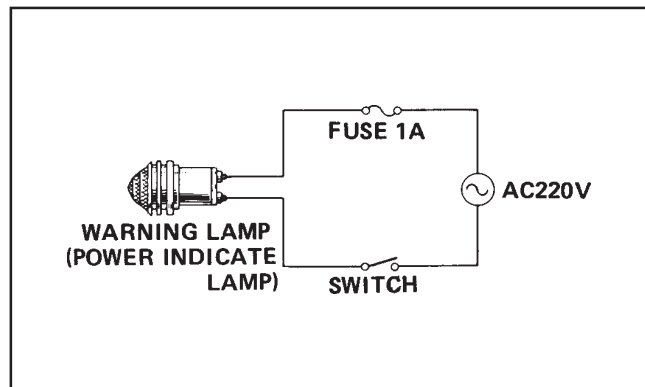 FUSE 1A
AC220V
WARNING LAMP
(POWER INDICATE
LAMP)
SWITCH